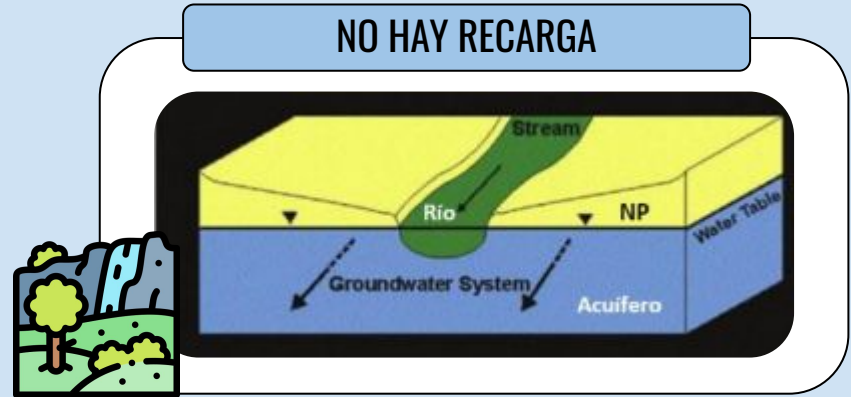 NO HAY RECARGA
Stream
Río
NP
Water Table
Groundwater System
Acuífero